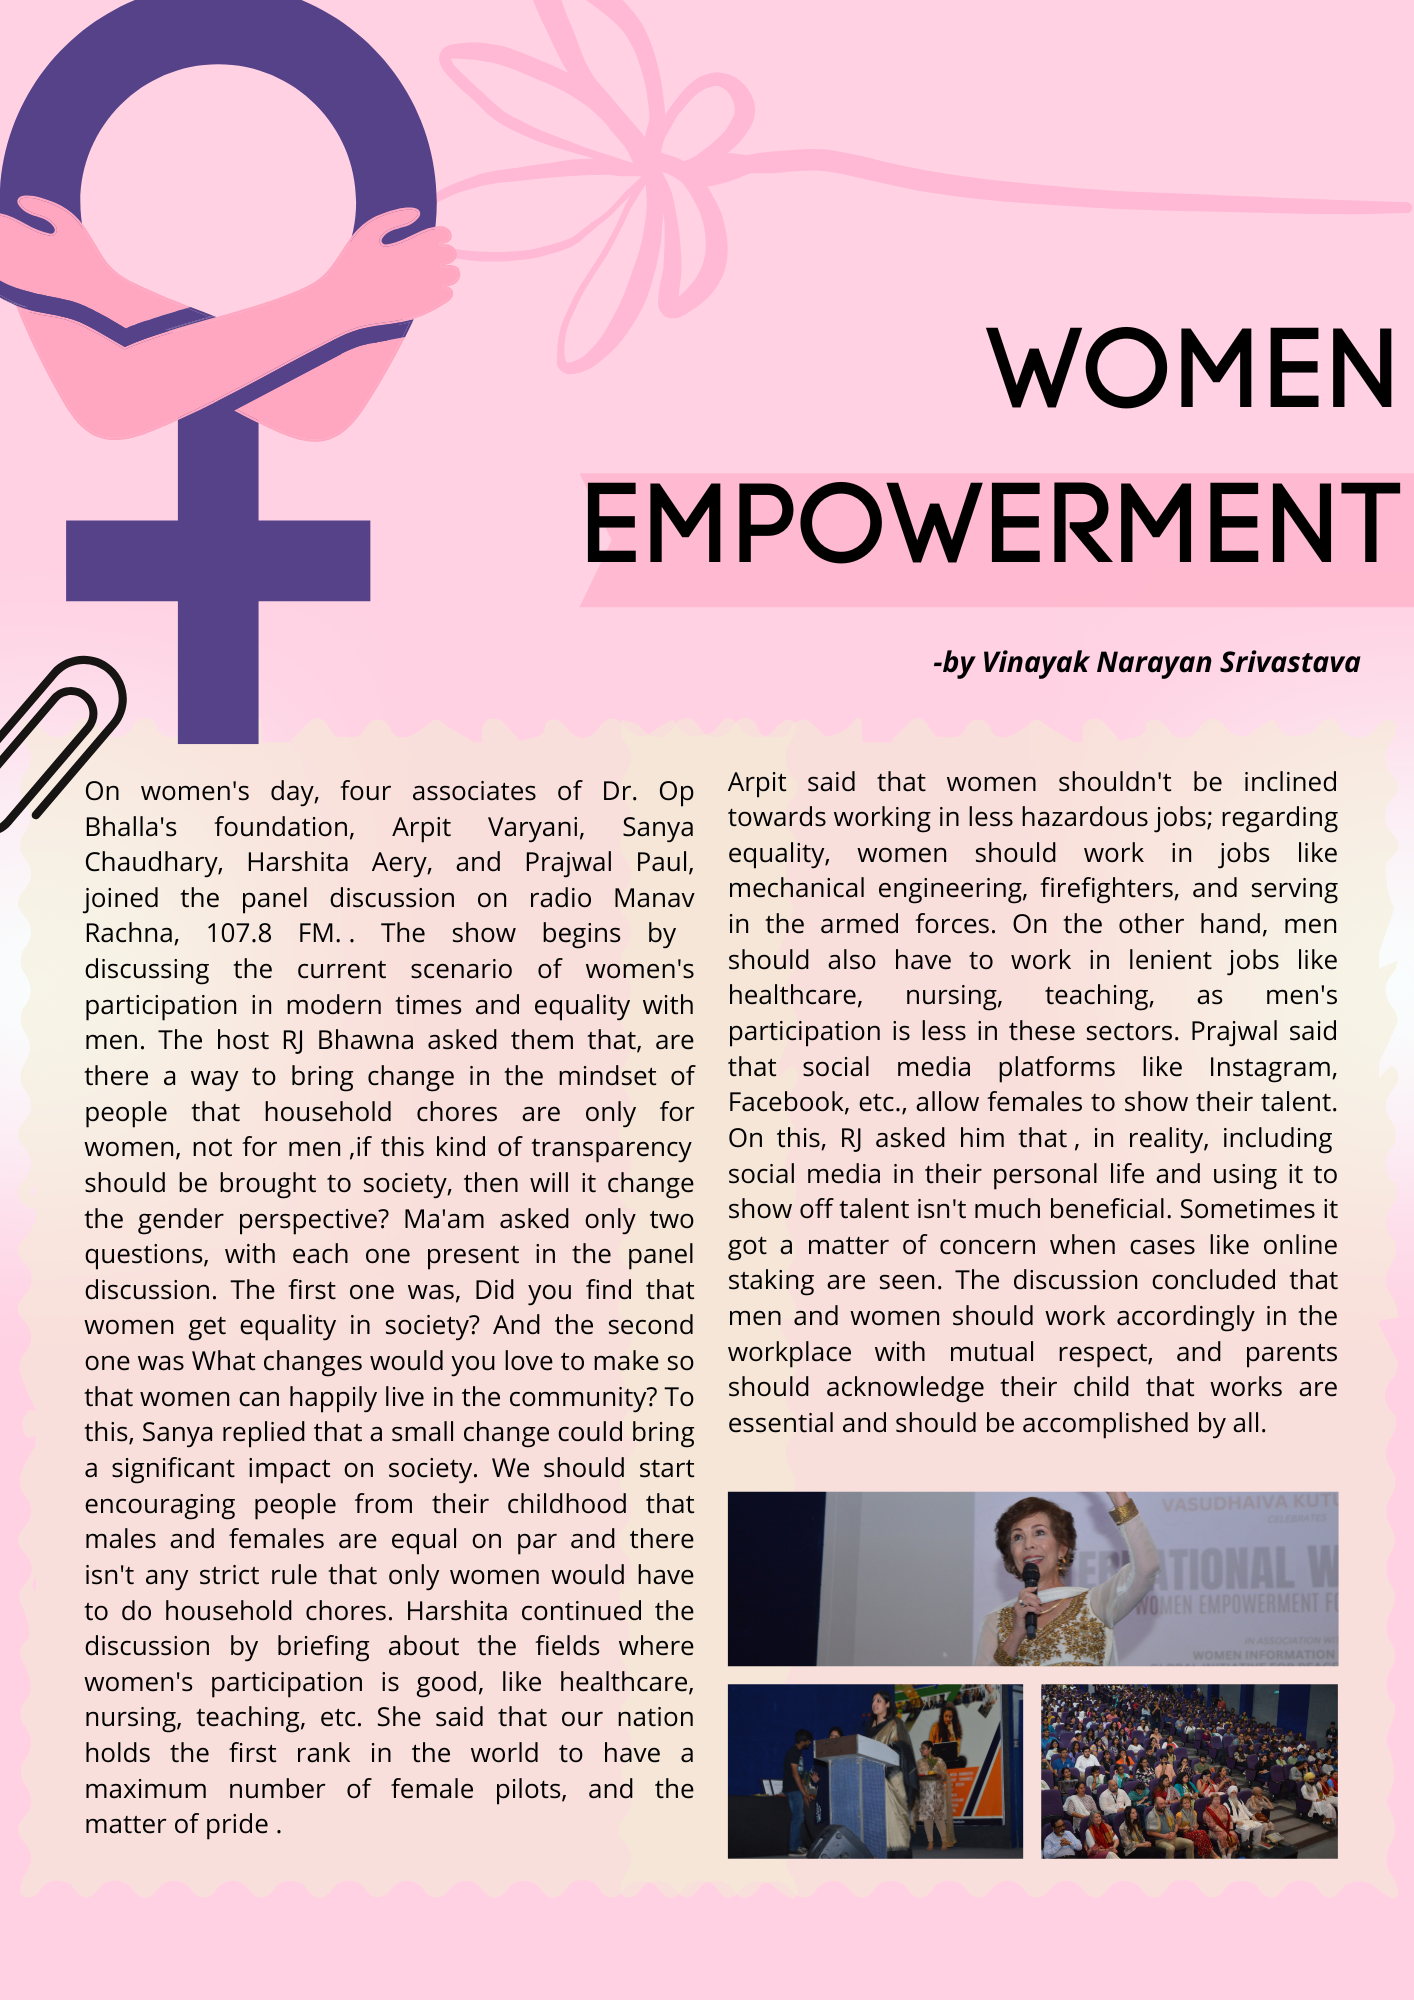 WOMEN
EMPOWERMENT
-by Vinayak Narayan Srivastava
On women's day, four associates of Dr. Op
Bhalla's foundation, Arpit Varyani, Sanya
Chaudhary, Harshita Aery, and Prajwal Paul,
joined the panel discussion on radio Manav
Rachna, 107.8 FM. . The show begins by
discussing the current scenario of women's
participation in modern times and equality with
men. The host RJ Bhawna asked them that, are
there a way to bring change in the mindset of
people that household chores are only for
women, not for men ,if this kind of transparency
should be brought to society, then will it change
the gender perspective? Ma'am asked only two
questions, with each one present in the panel
discussion. The first one was, Did you find that
women get equality in society? And the second
one was What changes would you love to make so
that women can happily live in the community? To
this, Sanya replied that a small change could bring
a significant impact on society. We should start
encouraging people from their childhood that
males and females are equal on par and there
isn't any strict rule that only women would have
to do household chores. Harshita continued the
discussion by briefing about the fields where
women's participation is good, like healthcare,
nursing, teaching, etc. She said that our nation
holds the first rank in the world to have a
maximum number of female pilots, and the
matter of pride .
Arpit said that women shouldn't be inclined
towards working in less hazardous jobs; regarding
equality, women should work in jobs like
mechanical engineering, firefighters, and serving
in the armed forces. On the other hand, men
should also have to work in lenient jobs like
healthcare, nursing, teaching, as men's
participation is less in these sectors. Prajwal said
that social media platforms like Instagram,
Facebook, etc., allow females to show their talent.
On this, RJ asked him that , in reality, including
social media in their personal life and using it to
show off talent isn't much beneficial. Sometimes it
got a matter of concern when cases like online
staking are seen. The discussion concluded that
men and women should work accordingly in the
workplace with mutual respect, and parents
should acknowledge their child that works are
essential and should be accomplished by all.
VASUDHAIVA KUTU
CELEBRATES
ERNATIONAL W
WOMEN EMPOWERMENT FO
IN ASSOCIATION WIT
WOMEN INFORMATION